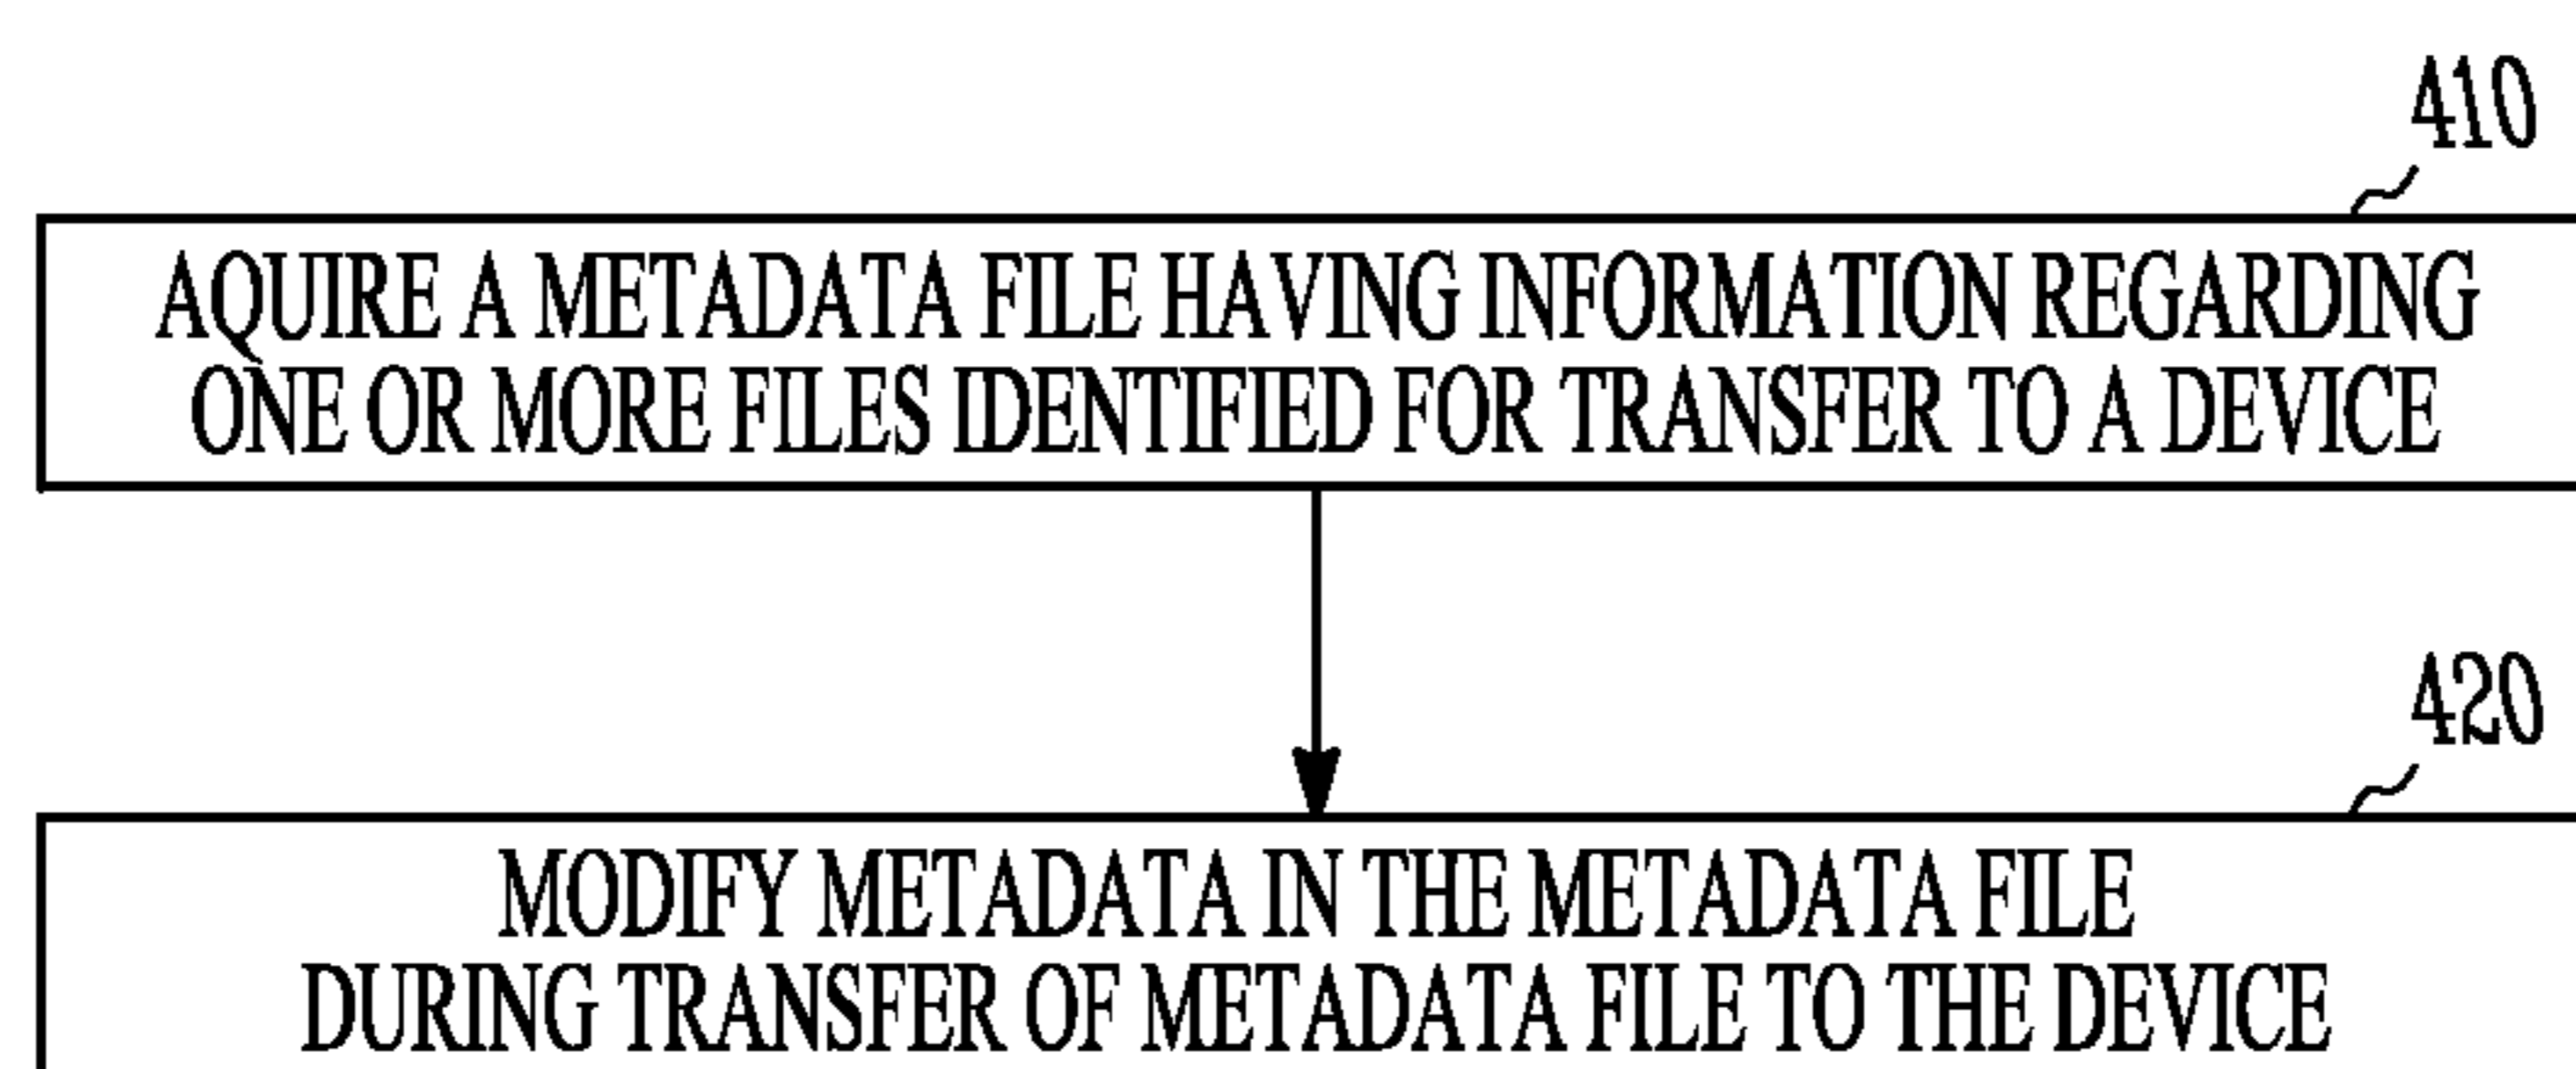 410
AQUIRE A METADATA FILE HAVING INFORMATION REGARDING
ONE OR MORE FILES IDENTIFIED FOR TRANSFER TO A DEVICE
420
MODIFY METADATA IN THE METADATA FILE
DURING TRANSFER OF METADATA FILE TO THE DEVICE